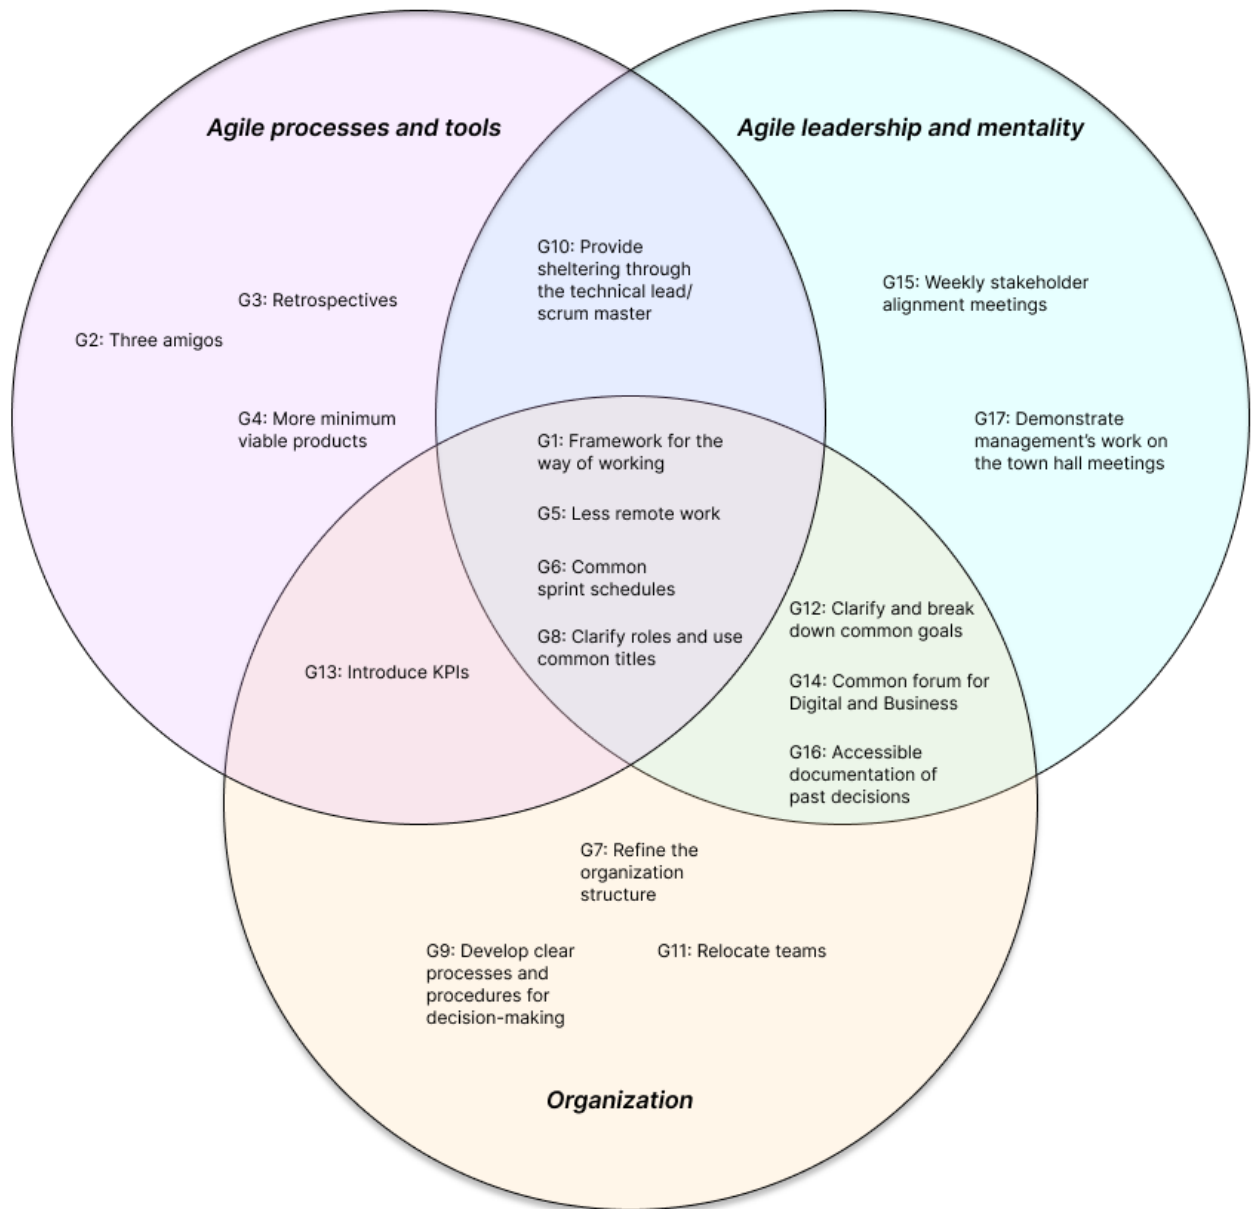 Agile processes and tools
Agile leadership and mentality
G10: Provide
sheltering through
the technical lead/
scrum master
G15: Weekly stakeholder
alignment meetings
G3: Retrospectives
G2: Three amigos
G4: More minimum
viable products
G17: Demonstrate
management's work on
the town hall meetings
G1: Framework for the
way of working
G5: Less remote work
G6: Common
sprint schedules
G8: Clarify roles and use
common titles
G12: Clarify and break
down common goals
G13: Introduce KPIs
G14: Common forum for
Digital and Business
G16: Accessible
documentation of
past decisions
G7: Refine the
organization
structure
G9: Develop clear
processes and
procedures for
decision-making
G11: Relocate teams
Organization